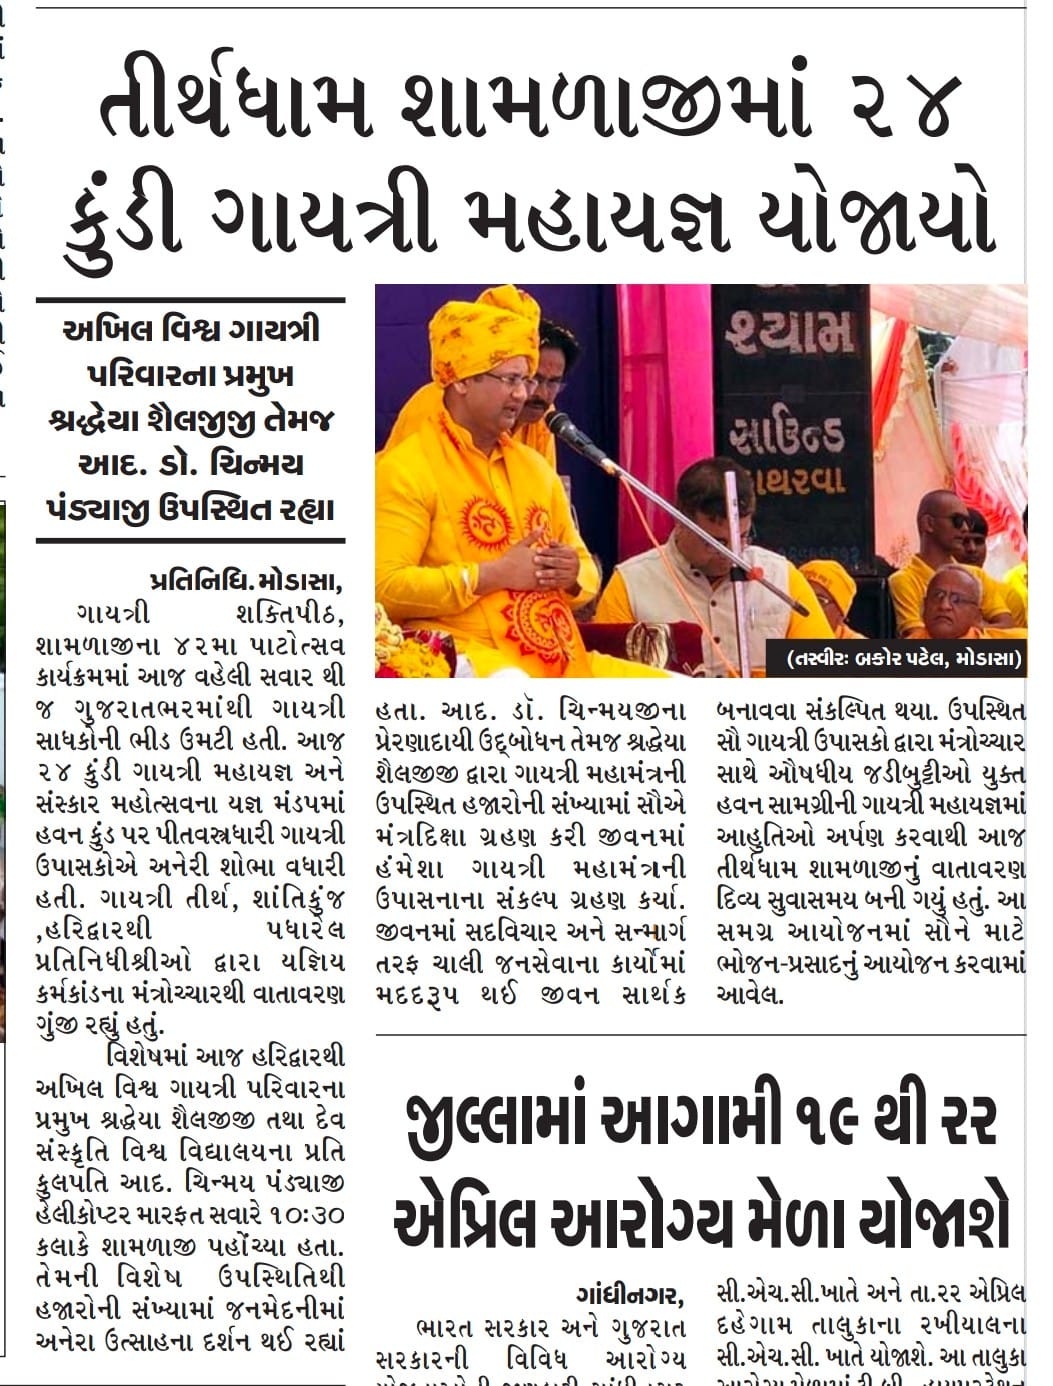 તીર્થધામ શામળાજીમાં ૨૪
કુંડી ગાયત્રી મહાયજ્ઞ યોજાયો
અખિલ વિશ્વ ગાયત્રી
પરિવારના પ્રમુખ
શ્રદ્ધેયા શૈલજીજી તેમજ
આદ. ડો. ચિન્મય
પંડ્યાજી ઉપસ્થિત રહ્યા
પ્રતિનિધિ.મોડાસા,
ગાયત્રી શક્તિપીઠ,
શામળાજીના ૪૨મા પાટોત્સવ
કાર્યક્રમમાં આજ વહેલી સવાર થી
જ ગુજરાતભરમાંથી ગાયત્રી
સાધકોની ભીડ ઉમટી હતી. આજ
૨૪ કુંડી ગાયત્રી મહાયજ્ઞ અને
સંસ્કાર મહોત્સવના યજ્ઞ મંડપમાં
હવન કુંડ પર પીતવસ્ત્રધારી ગાયત્રી
ઉપાસકોએ અનેરી શોભા વધારી
હતી. ગાયત્રી તીર્થ, શાંતિકુંજ
,હરિદ્વારથી પધારેલ
પ્રતિનિધીશ્રીઓ દ્વારા યજ્ઞિય
કર્મકાંડના મંત્રોચ્ચારથી વાતાવરણ
ગુંજી રહ્યું હતું.
વિશેષમાં આજ હરિદ્વારથી
અખિલ વિશ્વ ગાયત્રી પરિવારના
પ્રમુખ શ્રદ્ધેયા શૈલજીજી તથા દેવ
સંસ્કૃતિ વિશ્વ વિદ્યાલયના પ્રતિ
કુલપતિ આદ. ચિન્મય પંડ્યાજી
હેલીકોપ્ટર મારફત સવારે ૧૦:૩૦
કલાકે શામળાજી પહોંચ્યા હતા.
તેમની વિશેષ ઉપસ્થિતિથી
હજારોની સંખ્યામાં જનમેદનીમાં
અનેરા ઉત્સાહના દર્શન થઈ રહ્યાં
શ્યામ
સાઉન્ડ
પાથરવા
(તસ્વીરઃ બકોર પટેલ, મોડાસા)
હતા. આદ. ડૉ. ચિન્મયજીના
પ્રેરણાદાયી ઉદ્‌બોધન તેમજ શ્રદ્ધેયા
શૈલજીજી દ્વારા ગાયત્રી મહામંત્રની
ઉપસ્થિત હજારોની સંખ્યામાં સૌએ
મંત્રદિક્ષા ગ્રહણ કરી જીવનમાં
હંમેશા ગાયત્રી મહામંત્રની
ઉપાસનાના સંકલ્પ ગ્રહણ કર્યા.
જીવનમાં સદવિચાર અને સન્માર્ગ
તરફ ચાલી જનસેવાના કાર્યોમાં
મદદરૂપ થઈ જીવન સાર્થક
બનાવવા સંકલ્પિત થયા. ઉપસ્થિત
સૌ ગાયત્રી ઉપાસકો દ્વારા મંત્રોચ્ચાર
સાથે ઔષધીય જડીબુટ્ટીઓ યુક્ત
હવન સામગ્રીની ગાયત્રી મહાયજ્ઞમાં
આહુતિઓ અર્પણ કરવાથી આજ
તીર્થધામ શામળાજીનું વાતાવરણ
દિવ્ય સુવાસમય બની ગયું હતું. આ
સમગ્ર આયોજનમાં સૌને માટે
ભોજન-પ્રસાદનું આયોજન કરવામાં
આવેલ.
જીલ્લામાં આગામી ૧૯ થી ૨૨
એપ્રિલ આરોગ્ય મેળા યોજાશે
ગાંધીનગર,
ભારત સરકાર અને ગુજરાત
સરકારની વિવિધ આરોગ્ય
સી.એચ.સી.ખાતે અને તા.૨૨ એપ્રિલ
દહેગામ તાલુકાના રખીયાલના
સી.એચ.સી. ખાતે યોજાશે. આ તાલુકા